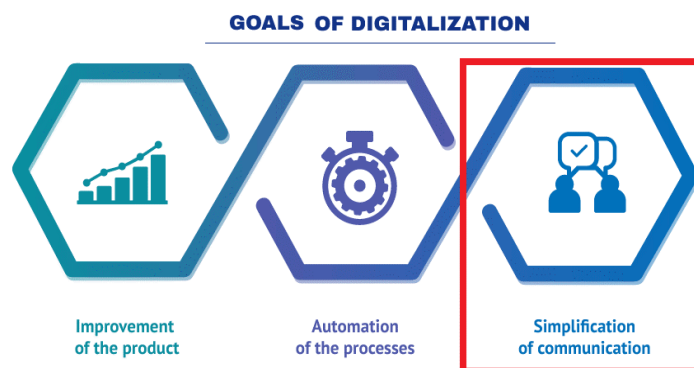 GOALS OF DIGITALIZATION
Improvement
of the product
Automation
of the processes
Simplification
of communication